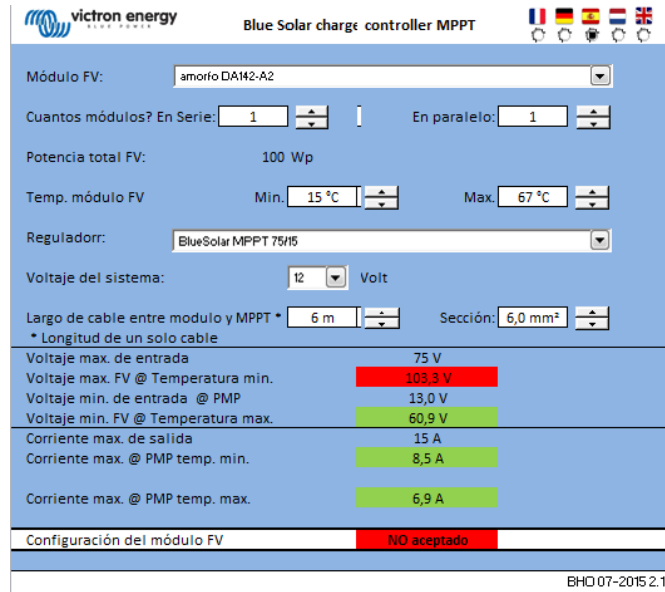 victron energy
BLUE POWER
Blue Solar charge controller MPPT
Módulo FV: amorfo DA142-A2
Cuantos módulos? En Serie: 1 En paralelo: 1
Potencia total FV: 100 Wp
Temp. módulo FV Min. 15 °C Max. 67 °C
Reguladorr: BlueSolar MPPT 75/15
Voltaje del sistema: 12 Volt
Largo de cable entre modulo y MPPT * 6 m Sección: 6,0 mm²
* Longitud de un solo cable
Voltaje max. de entrada 75 V
Voltaje max. FV @ Temperatura min. 103,3 V
Voltaje min. de entrada @ PMP 13,0 V
Voltaje min. FV @ Temperatura max. 60,9 V
Corriente max. de salida 15 A
Corriente max. @ PMP temp. min. 8,5 A
Corriente max. @ PMP temp. max. 6,9 A
Configuración del módulo FV NO aceptado
BHO 07-2015 2.1